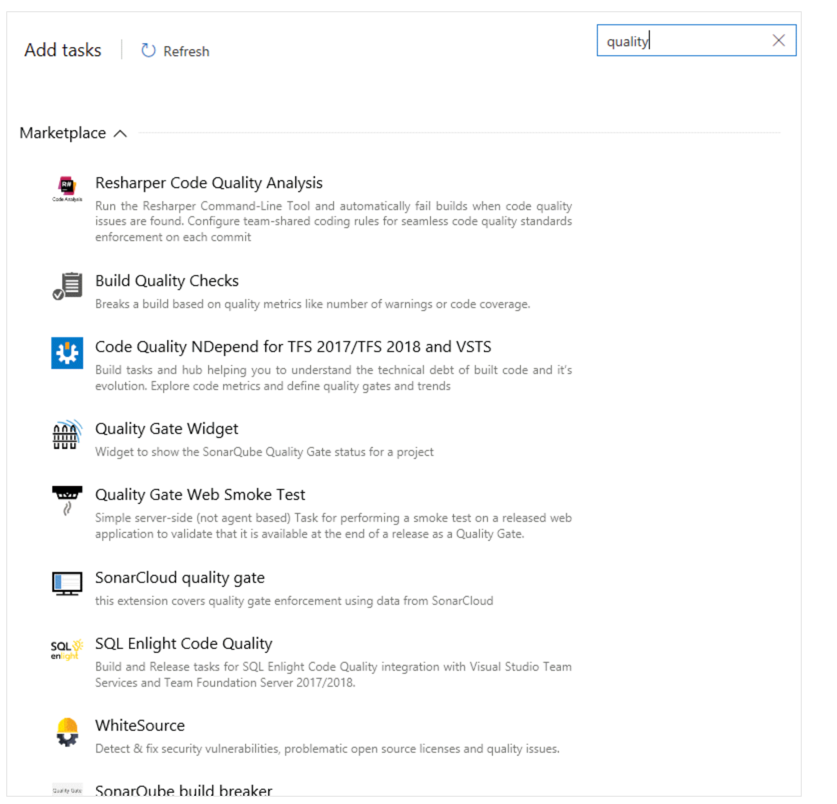 Add tasks
Refresh
quality
Marketplace
R#
Code Analysis
Resharper Code Quality Analysis
Run the Resharper Command-Line Tool and automatically fail builds when code quality
issues are found. Configure team-shared coding rules for seamless code quality standards
enforcement on each commit
Build Quality Checks
Breaks a build based on quality metrics like number of warnings or code coverage.
Code Quality NDepend for TFS 2017/TFS 2018 and VSTS
Build tasks and hub helping you to understand the technical debt of built code and it's
evolution. Explore code metrics and define quality gates and trends
Quality Gate Widget
Widget to show the SonarQube Quality Gate status for a project
Quality Gate Web Smoke Test
Simple server-side (not agent based) Task for performing a smoke test on a released web
application to validate that it is available at the end of a release as a Quality Gate.
SonarCloud quality gate
this extension covers quality gate enforcement using data from SonarCloud
SQL
enlight
SQL Enlight Code Quality
Build and Release tasks for SQL Enlight Code Quality integration with Visual Studio Team
Services and Team Foundation Server 2017/2018.
WhiteSource
Detect & fix security vulnerabilities, problematic open source licenses and quality issues.
Quality Gate
SonarQube build breaker